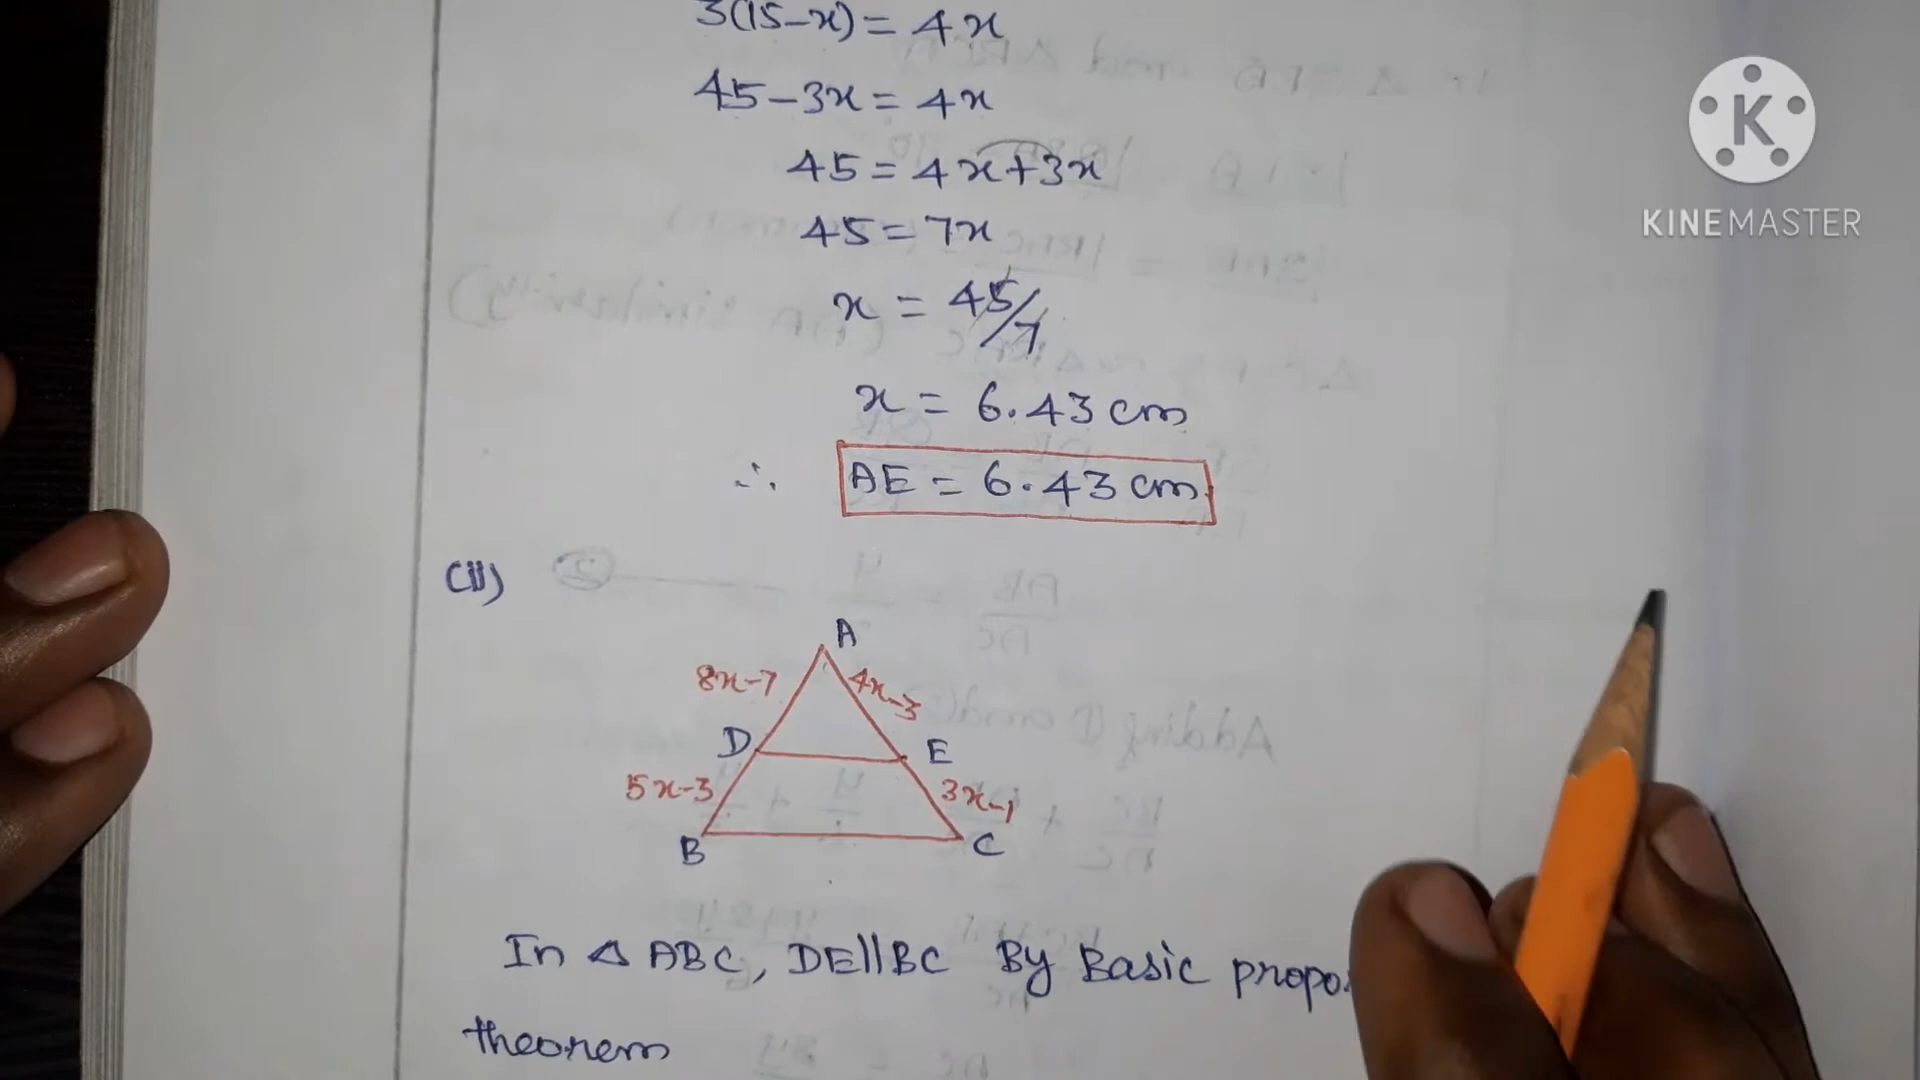 3(15-x) = 4x
45-3x = 4x
45 = 4x+3x
45 = 7x
x = 45/7
x = 6.43 cm
∴ AE = 6.43 cm
(ii)
A
8x-7 4x-3
D E
5x-3 3x-1
B C
In Δ ABC, DE||BC By Basic
theorem
K
KINEMASTER